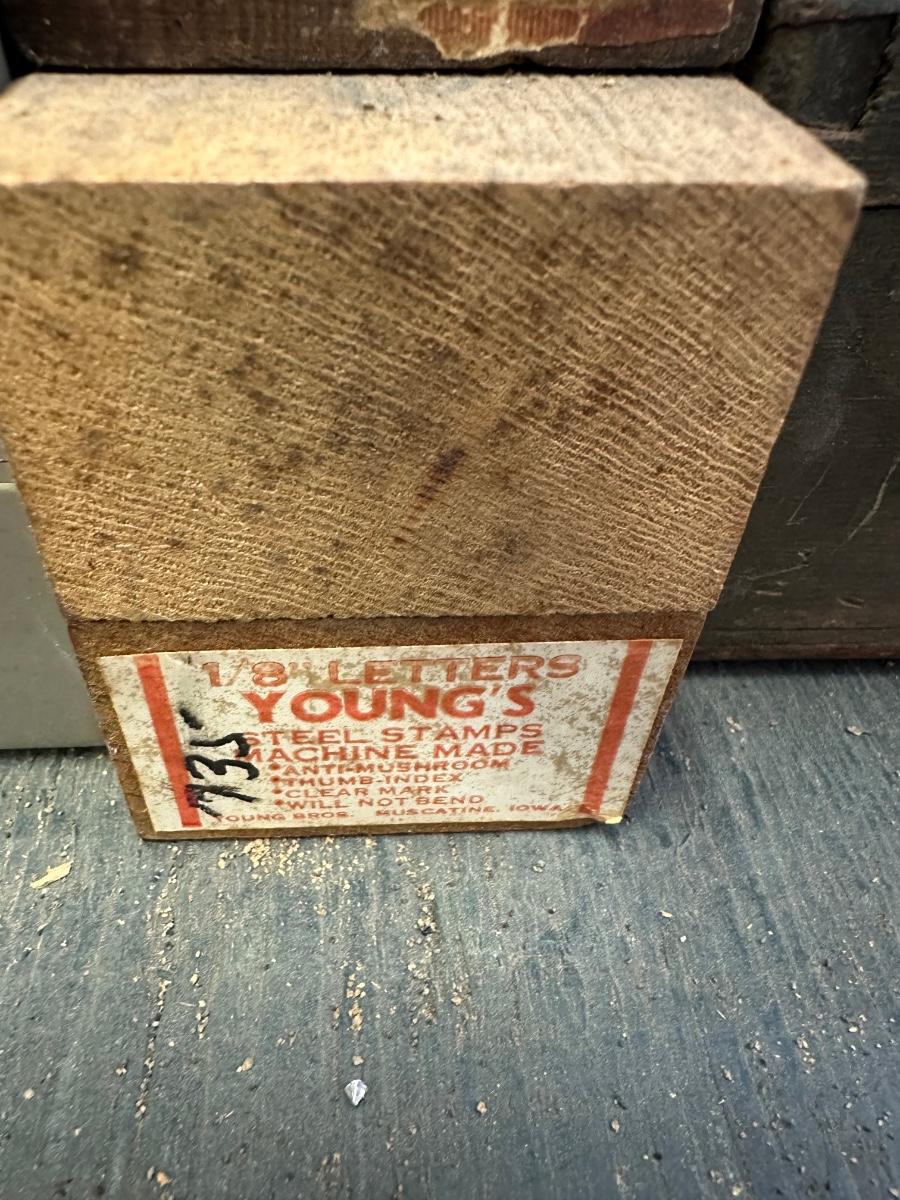 1/8" LETTERS
YOUNG'S
STEEL STAMPS
MACHINE MADE
•ANTI-MUSHROOM
•THUMB-INDEX
•CLEAR MARK
•WILL NOT BEND
YOUNG BROS. MUSCATINE, IOWA